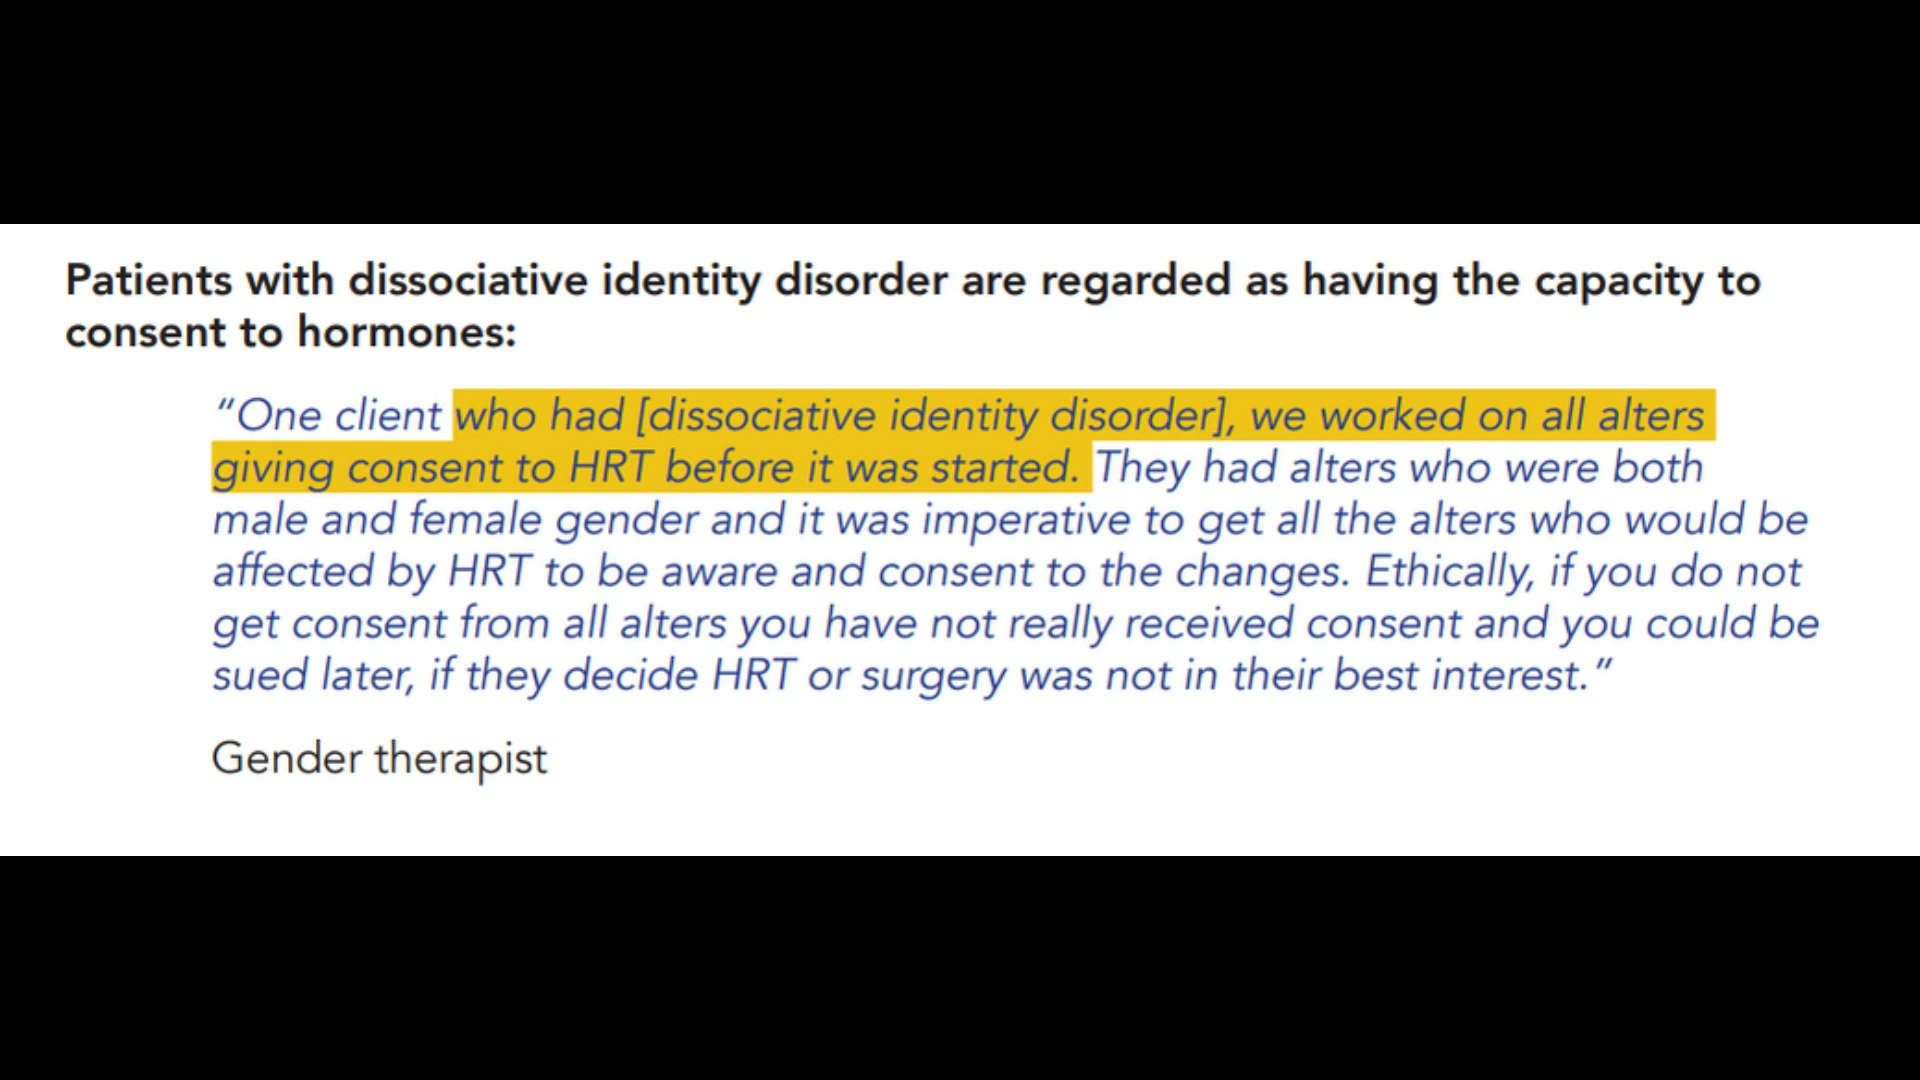 Patients with dissociative identity disorder are regarded as having the capacity to
consent to hormones:
“One client who had [dissociative identity disorder], we worked on all alters
giving consent to HRT before it was started. They had alters who were both
male and female gender and it was imperative to get all the alters who would be
affected by HRT to be aware and consent to the changes. Ethically, if you do not
get consent from all alters you have not really received consent and you could be
sued later, if they decide HRT or surgery was not in their best interest.”
Gender therapist